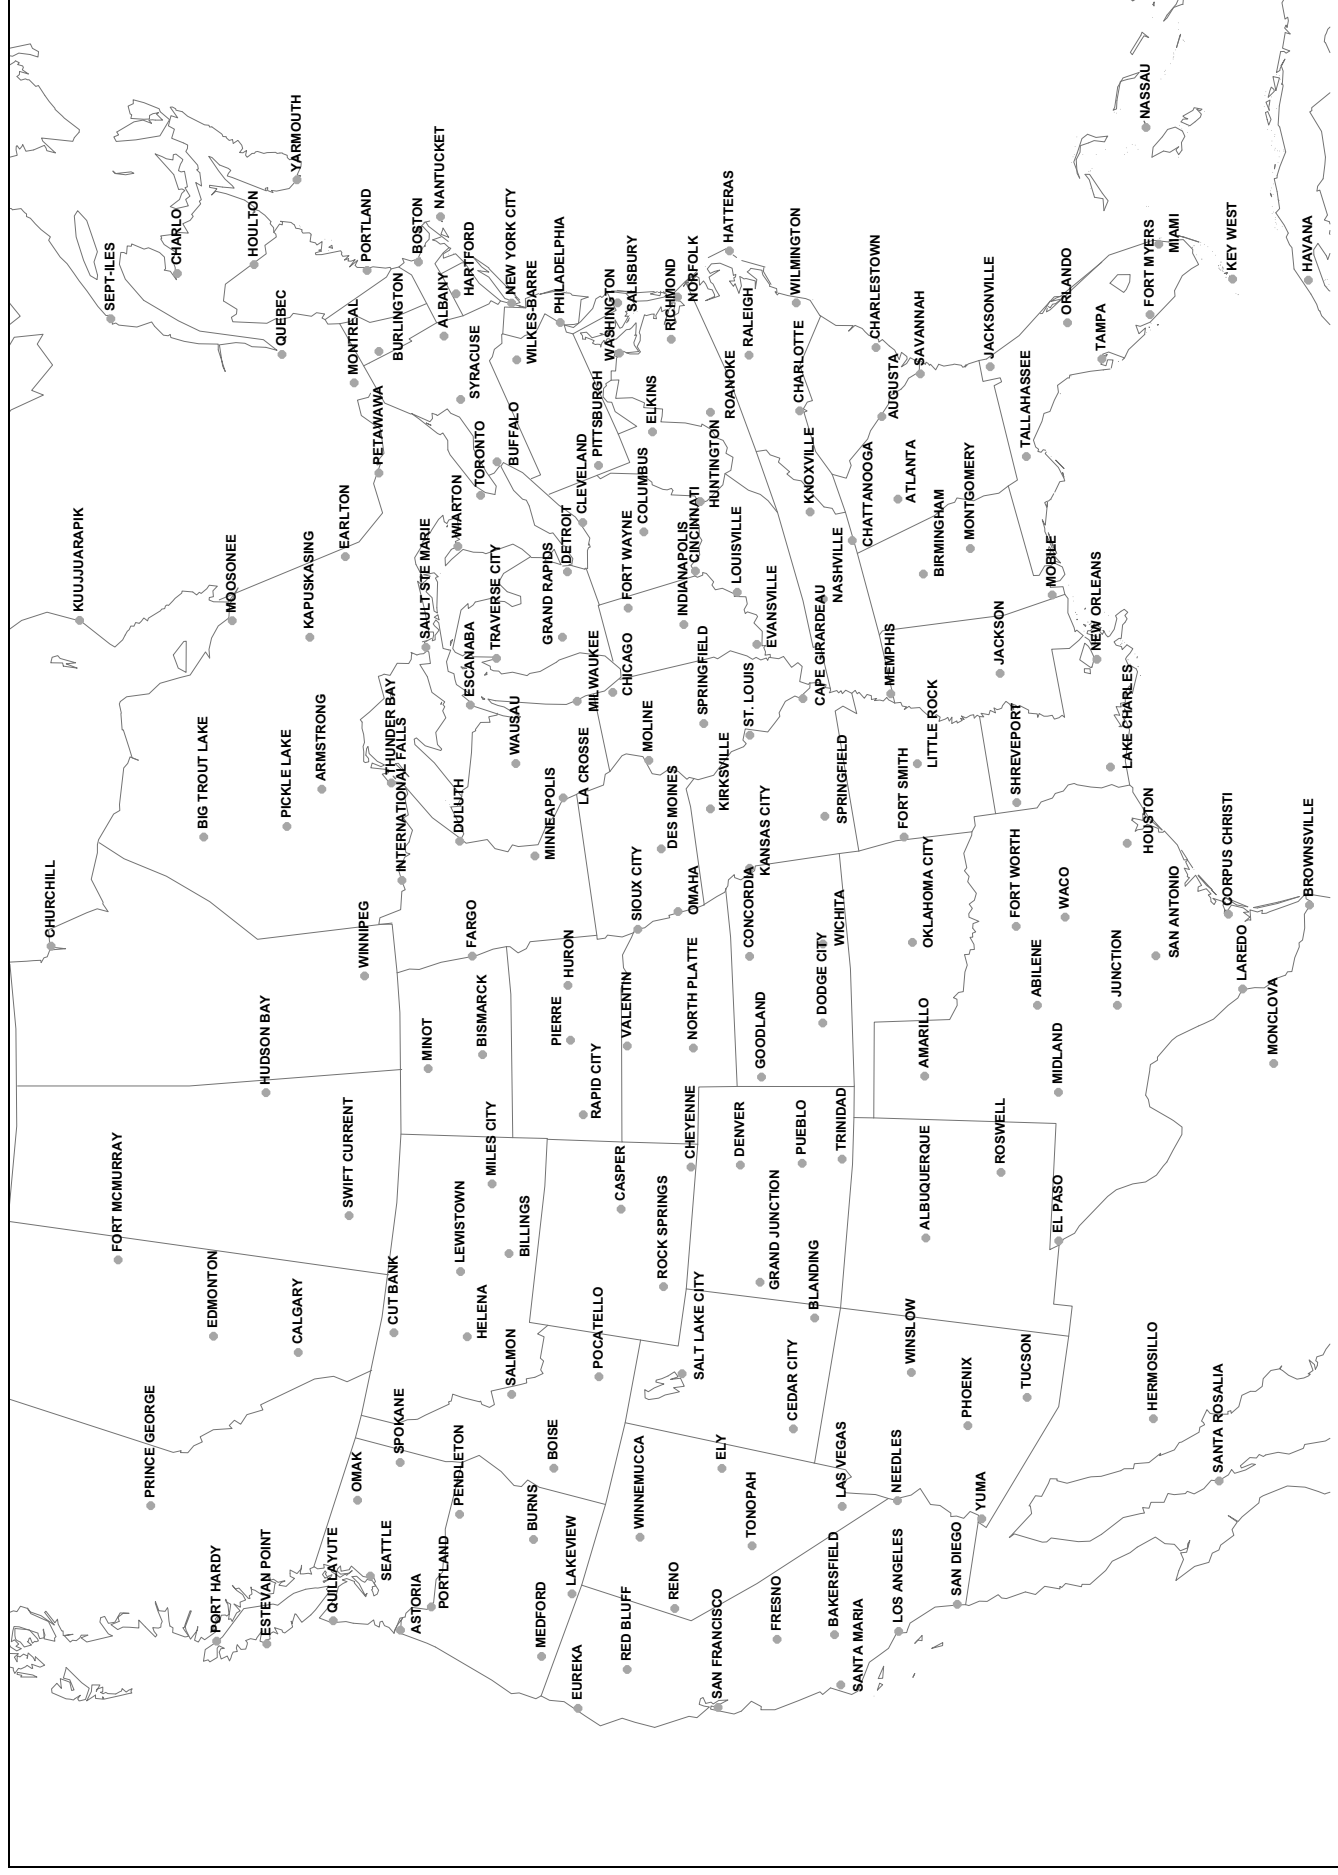 CHURCHILL
KUUJJUARAPIK
SEPT-ILES
FORT MCMURRAY
PRINCE GEORGE
CHARLO
BIG TROUT LAKE
EDMONTON
PORT HARDY
MOOSONEE
HOULTON
HUDSON BAY
ESTEVAN POINT
QUEBEC
PICKLE LAKE
YARMOUTH
CALGARY
KAPUSKASING
ARMSTRONG
QUILLAYUTE
EARLTON
SWIFT CURRENT
MONTREAL
OMAK
WINNIPEG
PORTLAND
PETAWAWA
SEATTLE
BURLINGTON
THUNDER BAY
CUT BANK
INTERNATIONAL FALLS
SPOKANE
ASTORIA
BOSTON
SAULT STE MARIE
MINOT
NANTUCKET
ALBANY
PORTLAND
WIARTON
HARTFORD
DULUTH
LEWISTOWN
PENDLETON
SYRACUSE
ESCANABA
FARGO
HELENA
TORONTO
BISMARCK
MILES CITY
TRAVERSE CITY
NEW YORK CITY
BUFFALO
WAUSAU
SALMON
BILLINGS
WILKES-BARRE
BURNS
MINNEAPOLIS
MEDFORD
GRAND RAPIDS
BOISE
PIERRE
PHILADELPHIA
DETROIT
HURON
LAKEVIEW
EUREKA
CLEVELAND
LA CROSSE
MILWAUKEE
RAPID CITY
PITTSBURGH
POCATELLO
WASHINGTON
CASPER
FORT WAYNE
CHICAGO
VALENTIN
RED BLUFF
SALISBURY
SIOUX CITY
WINNEMUCCA
COLUMBUS
MOLINE
ELKINS
ROCK SPRINGS
RICHMOND
DES MOINES
RENO
INDIANAPOLIS
NORFOLK
CINCINNATI
OMAHA
NORTH PLATTE
CHEYENNE
SALT LAKE CITY
SPRINGFIELD
HUNTINGTON
SAN FRANCISCO
ELY
KIRKSVILLE
HATTERAS
ROANOKE
LOUISVILLE
DENVER
RALEIGH
ST. LOUIS
CONCORDIA
TONOPAH
GOODLAND
KANSAS CITY
EVANSVILLE
GRAND JUNCTION
FRESNO
WILMINGTON
CHARLOTTE
PUEBLO
CEDAR CITY
KNOXVILLE
BLANDING
CAPE GIRARDEAU
DODGE CITY
NASHVILLE
BAKERSFIELD
SPRINGFIELD
WICHITA
TRINIDAD
LAS VEGAS
SANTA MARIA
CHATTANOOGA
CHARLESTOWN
MEMPHIS
AUGUSTA
NEEDLES
LOS ANGELES
FORT SMITH
ATLANTA
WINSLOW
SAVANNAH
AMARILLO
ALBUQUERQUE
LITTLE ROCK
OKLAHOMA CITY
BIRMINGHAM
SAN DIEGO
PHOENIX
MONTGOMERY
YUMA
JACKSONVILLE
JACKSON
ROSWELL
SHREVEPORT
FORT WORTH
TALLAHASSEE
TUCSON
ABILENE
MOBILE
EL PASO
MIDLAND
WACO
ORLANDO
NEW ORLEANS
TAMPA
JUNCTION
LAKE CHARLES
NASSAU
FORT MYERS
HOUSTON
HERMOSILLO
MIAMI
SAN ANTONIO
SANTA ROSALIA
CORPUS CHRISTI
KEY WEST
LAREDO
MONCLOVA
HAVANA
BROWNSVILLE